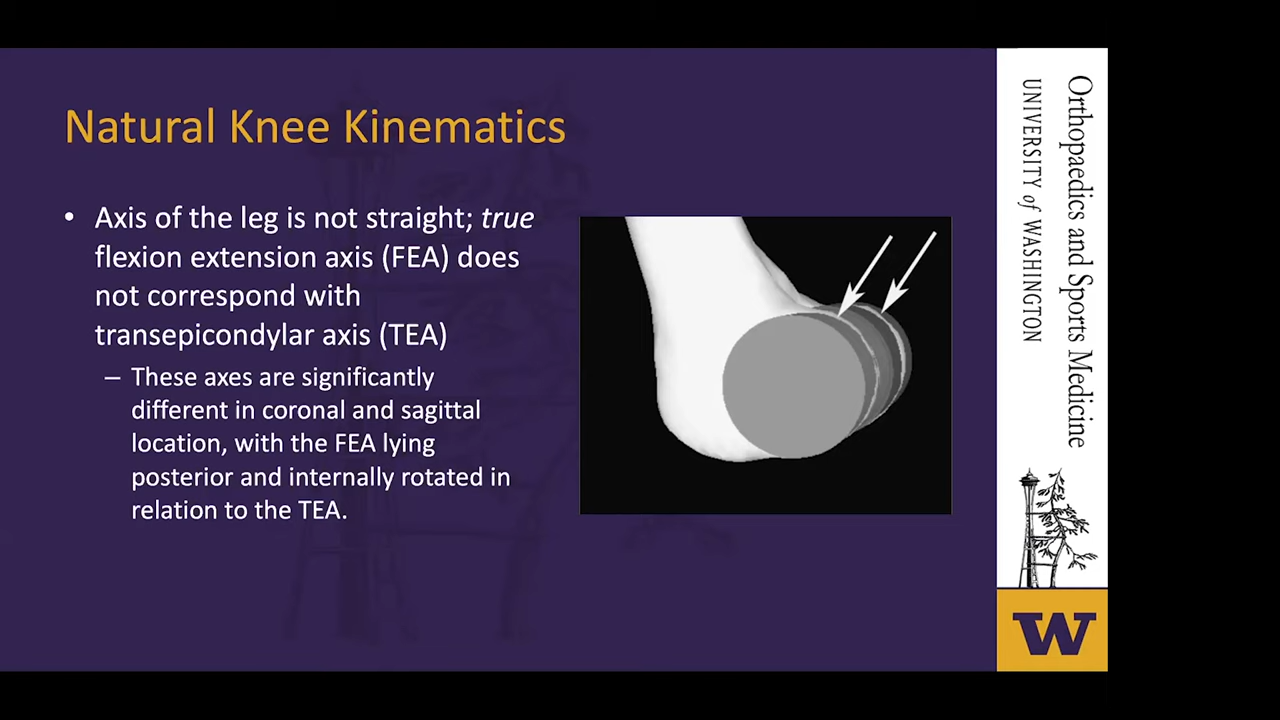 Natural Knee Kinematics
• Axis of the leg is not straight; true
flexion extension axis (FEA) does
not correspond with
transepicondylar axis (TEA)
– These axes are significantly
different in coronal and sagittal
location, with the FEA lying
posterior and internally rotated in
relation to the TEA.
Orthopaedics and Sports Medicine
UNIVERSITY of WASHINGTON
W